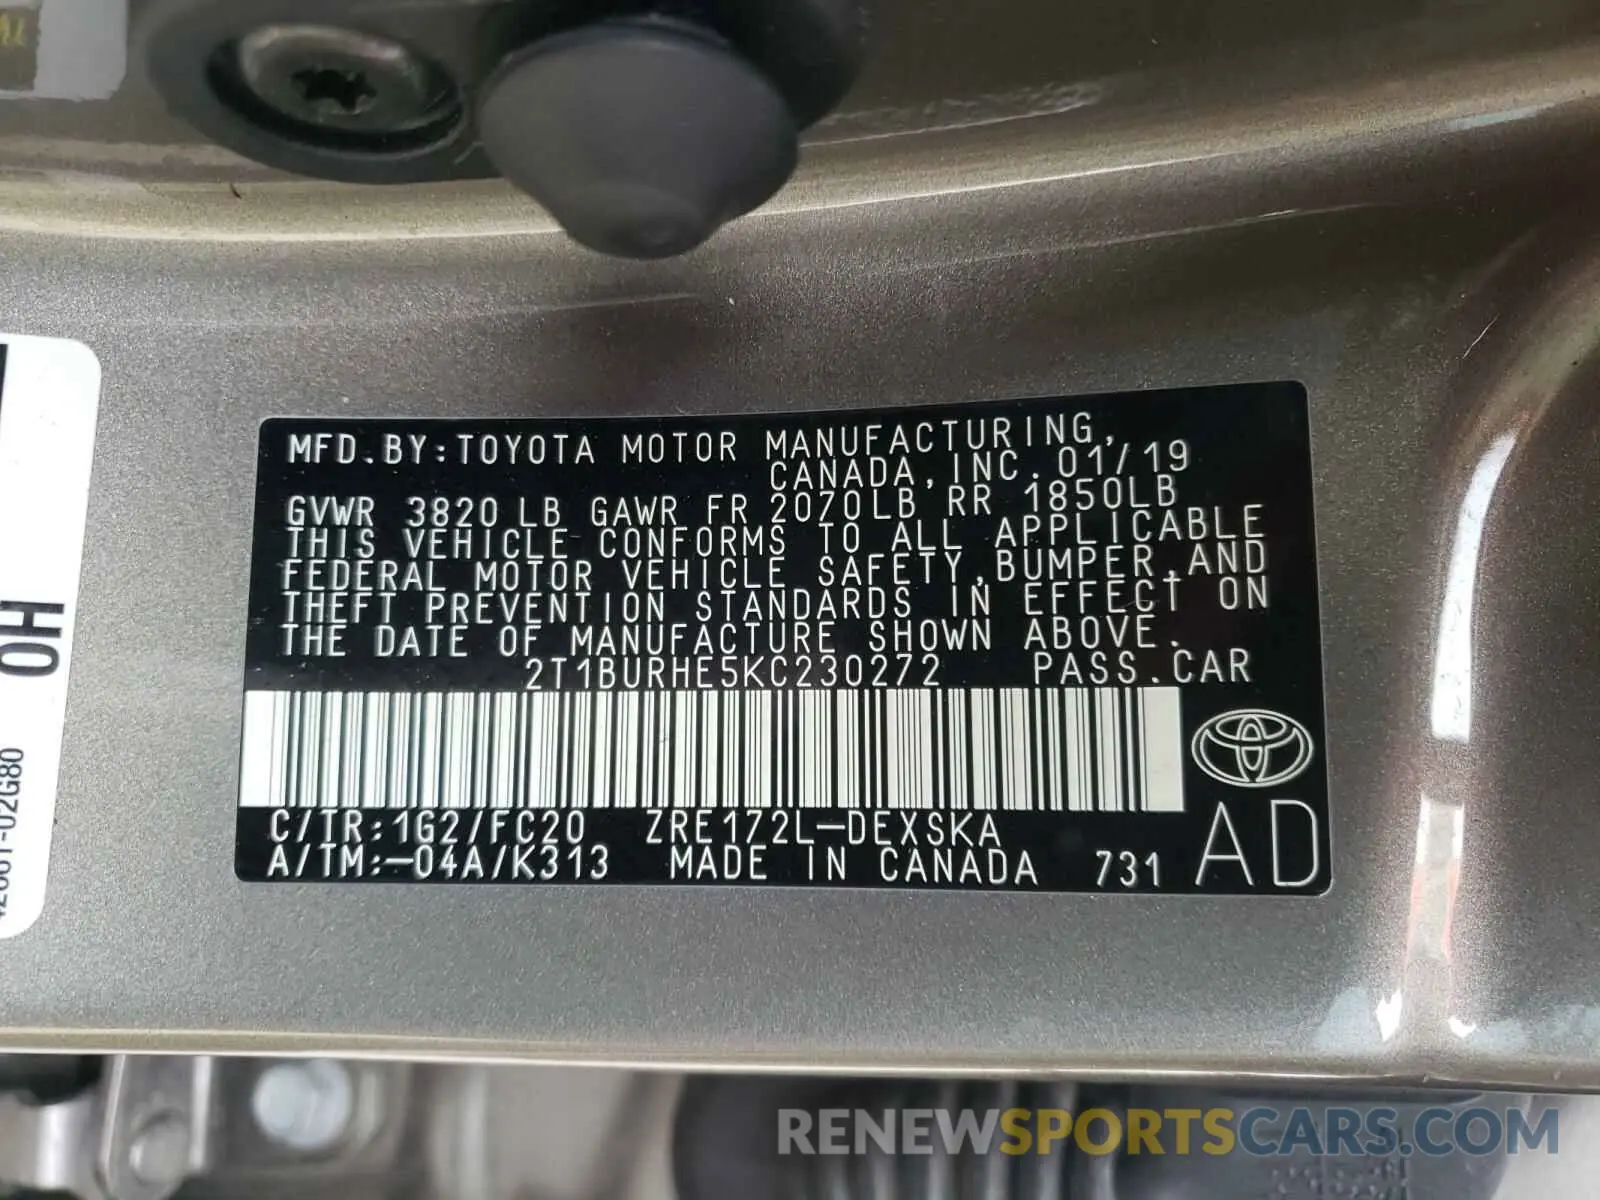 MFD.BY:TOYOTA MOTOR MANUFACTURING,
CANADA,INC.01/19
GVWR 3820 LB GAWR FR 2070LB RR 1850LB
THIS VEHICLE CONFORMS TO ALL APPLICABLE
FEDERAL MOTOR VEHICLE SAFETY,BUMPER,AND
THEFT PREVENTION STANDARDS IN EFFECT ON
THE DATE OF MANUFACTURE SHOWN ABOVE.
2T1BURHE5KC230272 PASS.CAR
C/TR:1G2/FC20 ZRE172L-DEXSKA
A/TM:-04A/K313 MADE IN CANADA 731
AD
0H
RENEWSPORTSCARS.COM